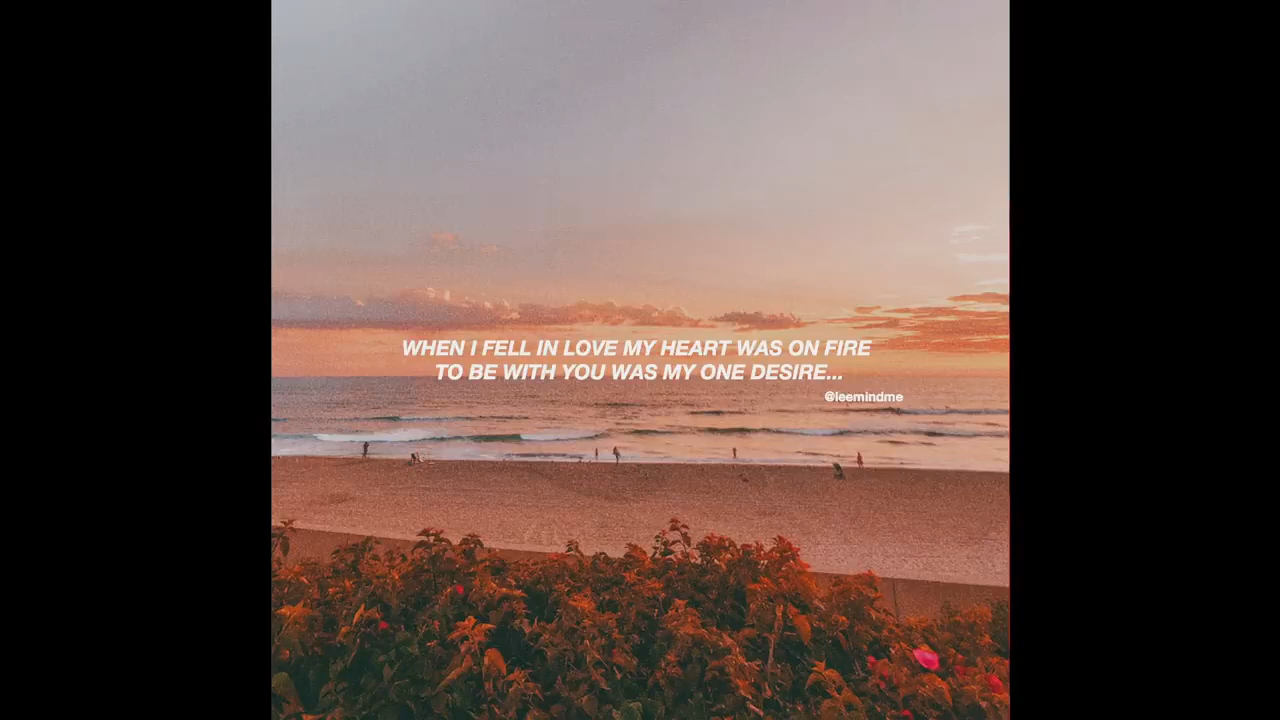 WHEN I FELL IN LOVE MY HEART WAS ON FIRE
TO BE WITH YOU WAS MY ONE DESIRE...
@leemindme